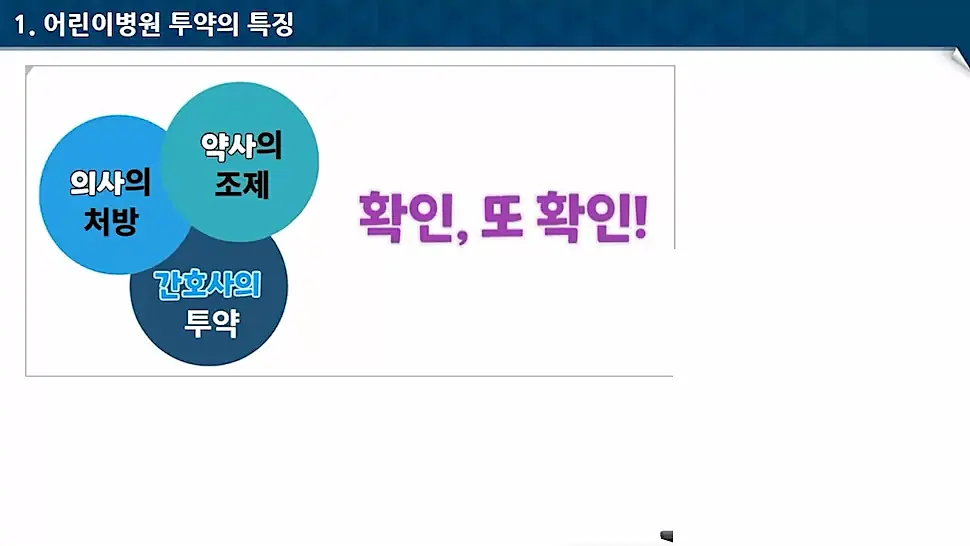 1. 어린이병원 투약의 특징
의사의
처방
약사의
조제
간호사의
투약
확인, 또 확인!